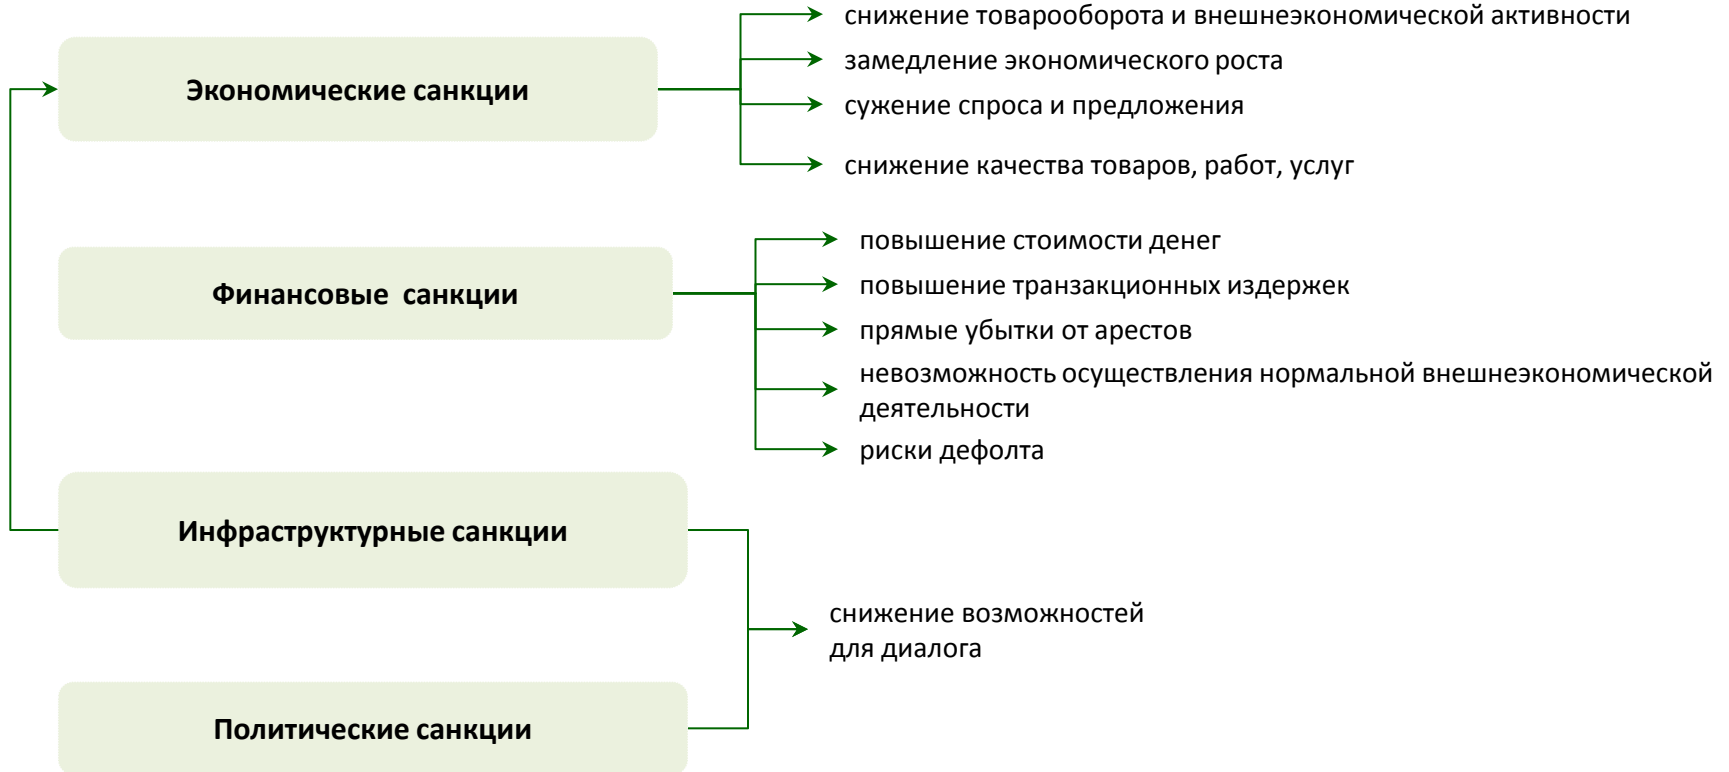 снижение товарооборота и внешнеэкономической активности
Экономические санкции
замедление экономического роста
сужение спроса и предложения
снижение качества товаров, работ, услуг
Финансовые санкции
повышение стоимости денег
повышение транзакционных издержек
прямые убытки от арестов
невозможность осуществления нормальной внешнеэкономической
деятельности
риски дефолта
Инфраструктурные санкции
снижение возможностей
для диалога
Политические санкции